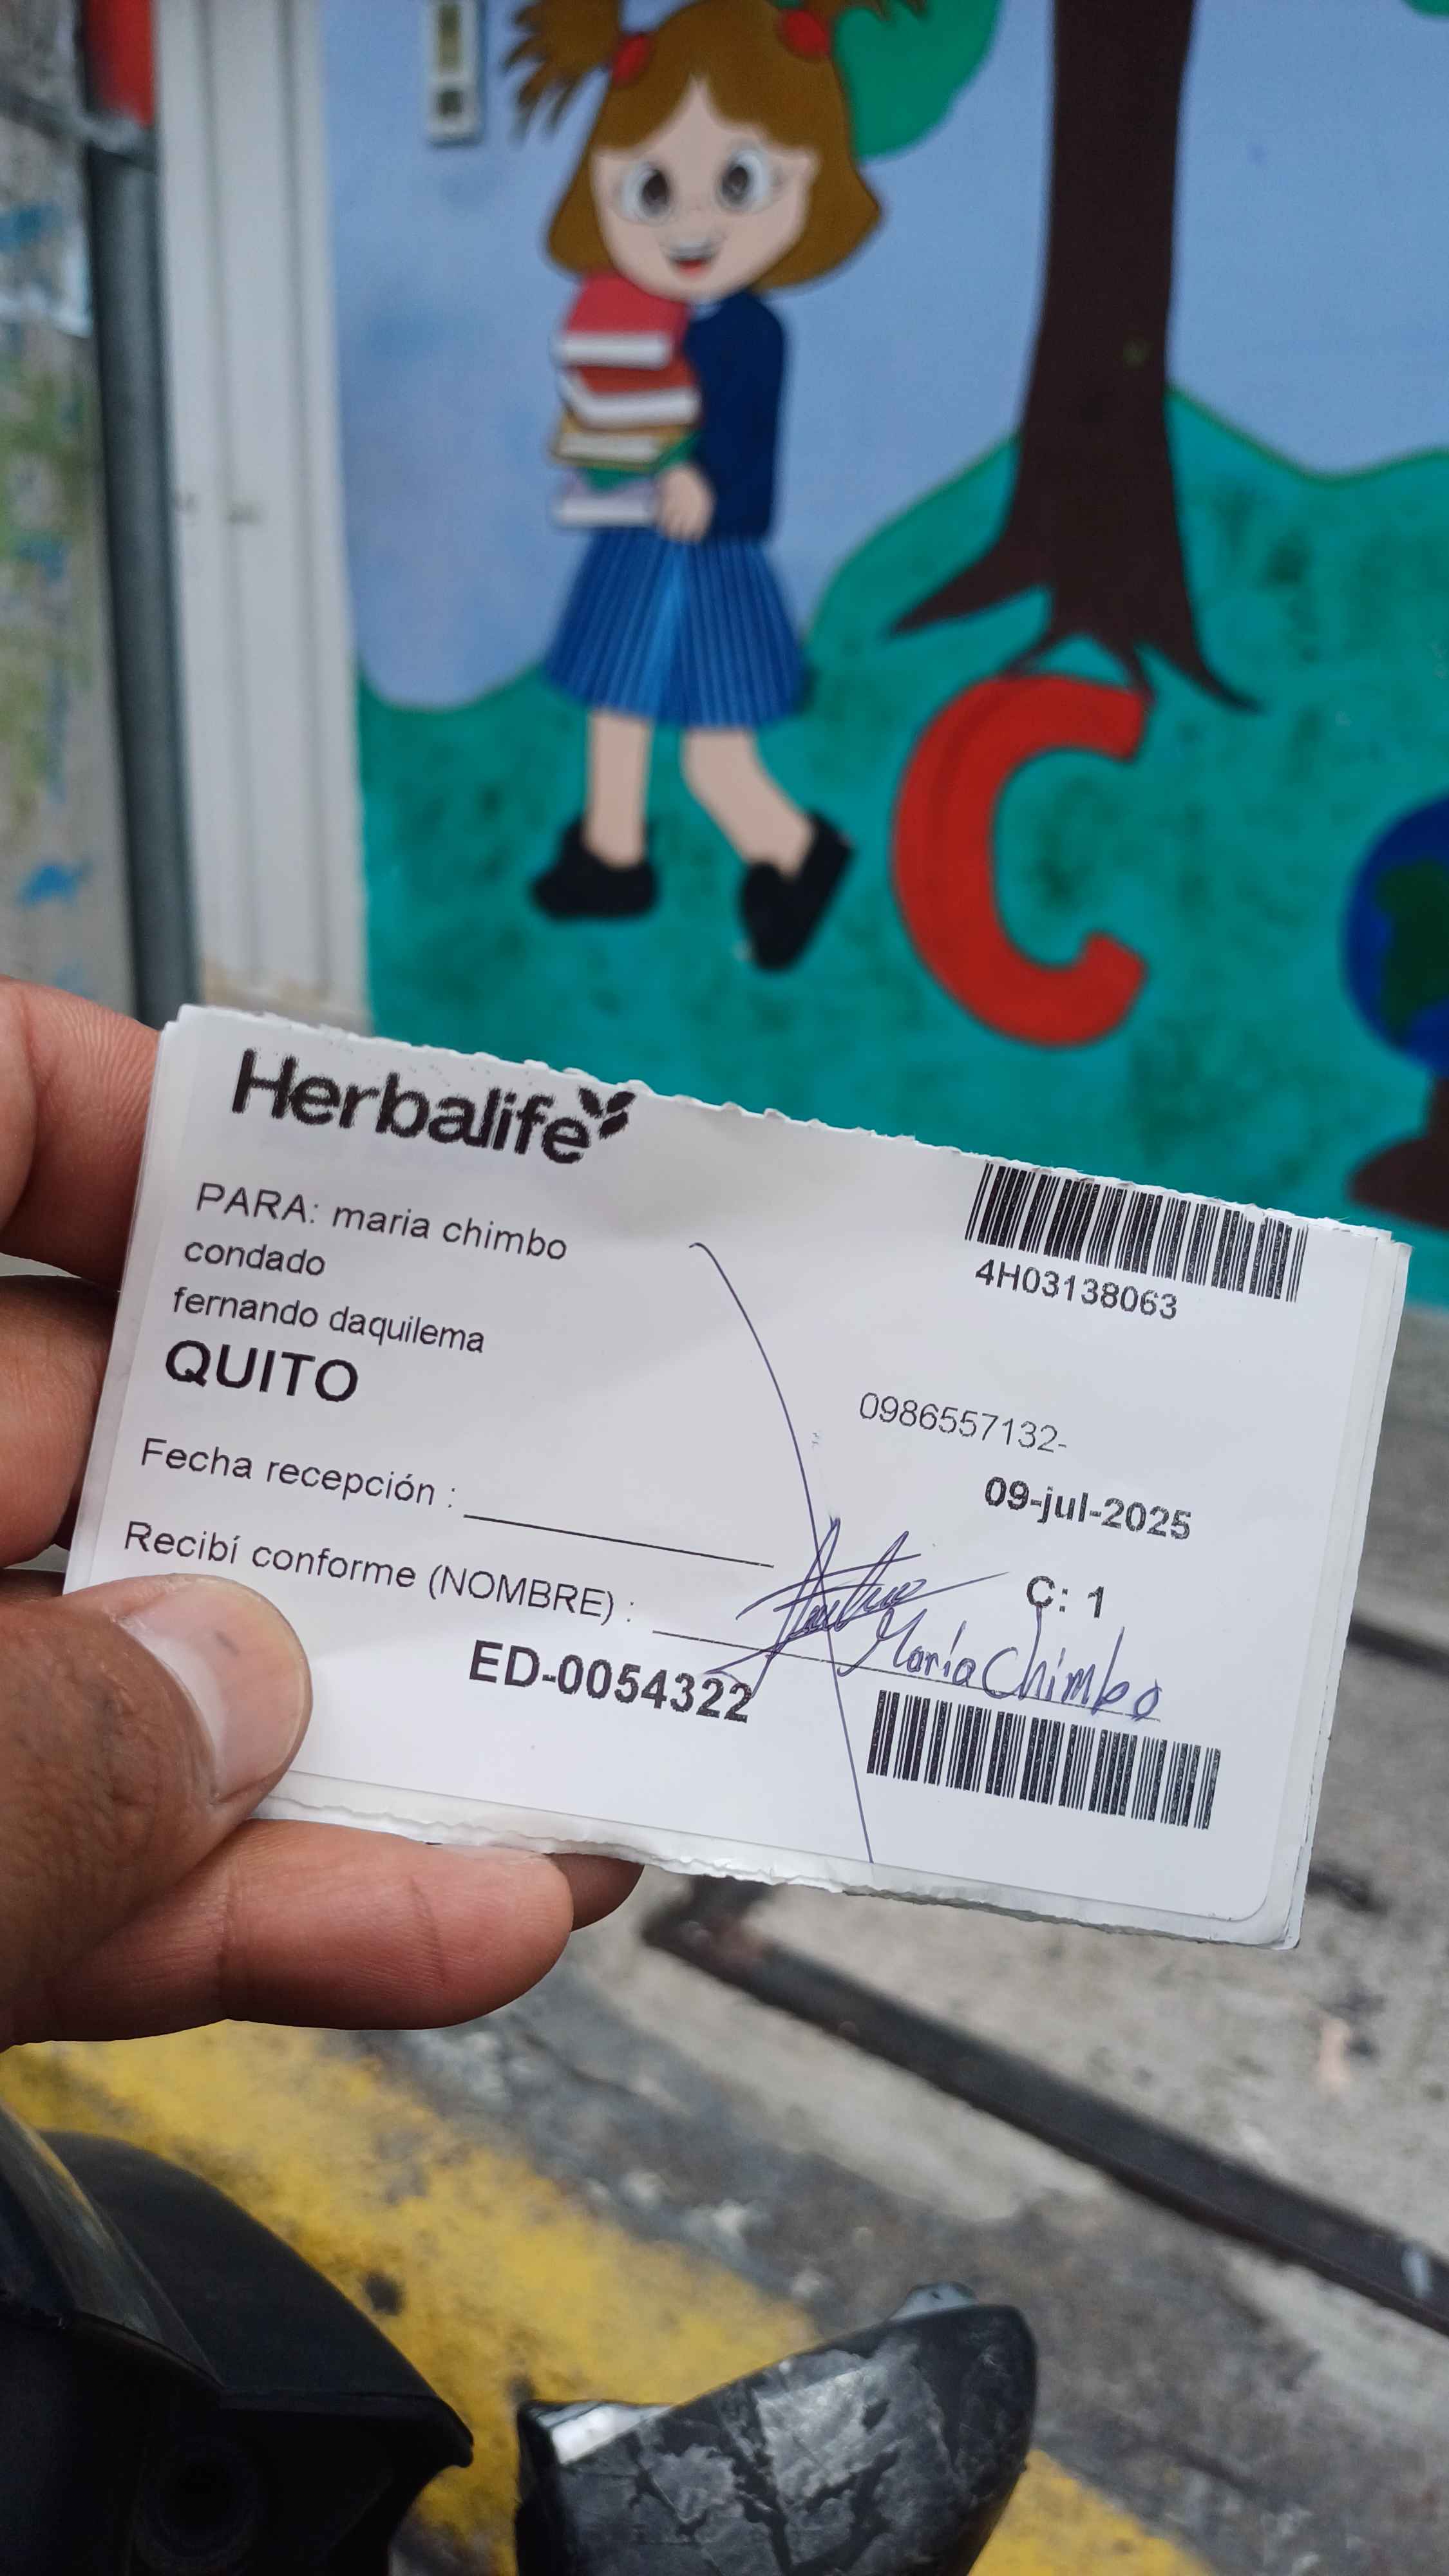 C
Herbalife
4H03138063
PARA: maria chimbo
condado
fernando daquilema
QUITO
0986557132-
09-jul-2025
Fecha recepción :
C: 1
Recibí conforme (NOMBRE) :
María Chimbo
ED-0054322